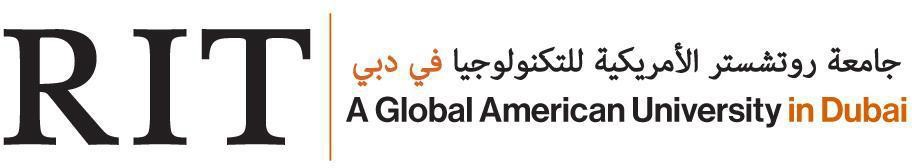 RIT
جامعة روتشستر الأمريكية للتكنولوجيا في دبي
A Global American University in Dubai